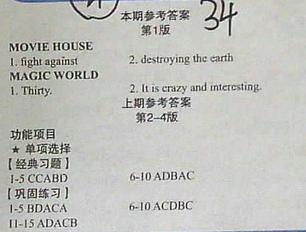 本期参考答案
34
第1版
MOVIE HOUSE
1. fight against 2. destroying the earth
MAGIC WORLD
1. Thirty. 2. It is crazy and interesting.
上期参考答案
第2-4版
功能项目
★ 单项选择
【经典习题】
1-5 CCABD 6-10 ADBAC
【巩固练习】
1-5 BDACA 6-10 ACDBC
11-15 ADACB